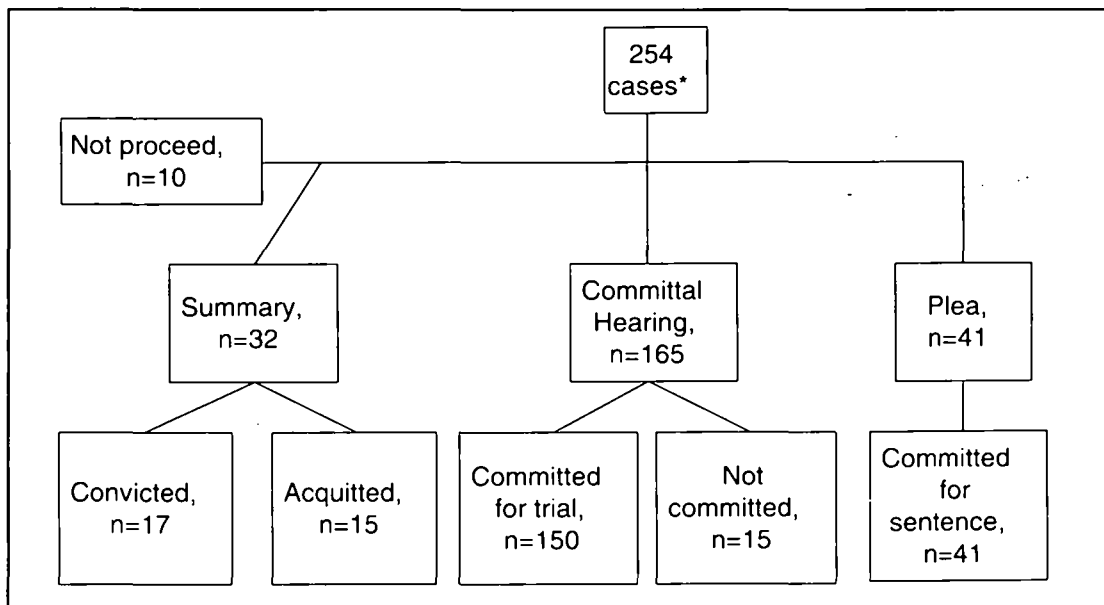 254
cases*
Not proceed,
n=10
Summary,
n=32
Committal
Hearing,
n=165
Plea,
n=41
Convicted,
n=17
Acquitted,
n=15
Committed
for trial,
n=150
Not
committed,
n=15
Committed
for
sentence,
n=41